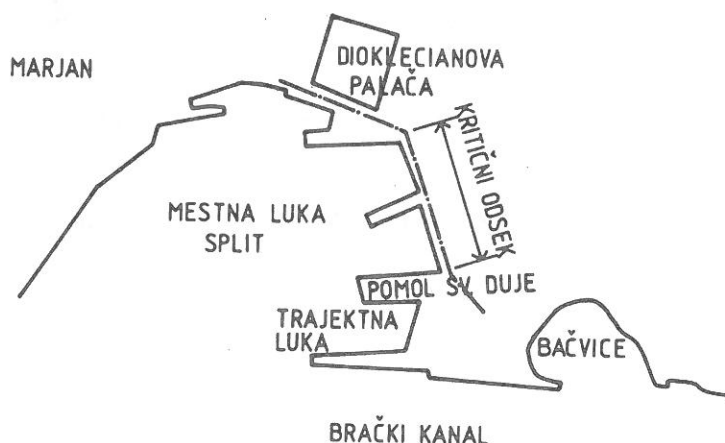 MARJAN
DIOKLECIANOVA
PALAČA
KRITIČNI ODSEK
MESTNA LUKA
SPLIT
POMOL SV. DUJE
TRAJEKTNA
LUKA
BAČVICE
BRAČKI KANAL